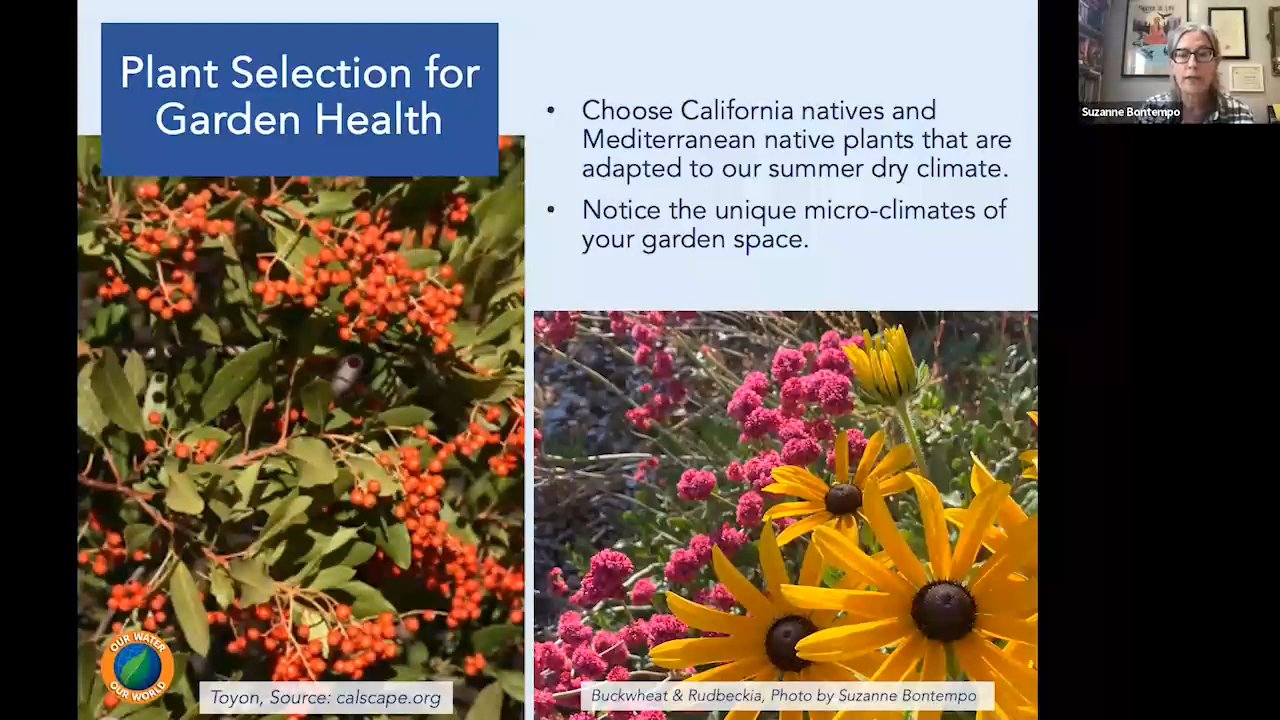 Plant Selection for
Garden Health
• Choose California natives and
Mediterranean native plants that are
adapted to our summer dry climate.
• Notice the unique micro-climates of
your garden space.
Suzanne Bontempo
OUR WATER
OUR WORLD
Toyon, Source: calscape.org
Buckwheat & Rudbeckia, Photo by Suzanne Bontempo